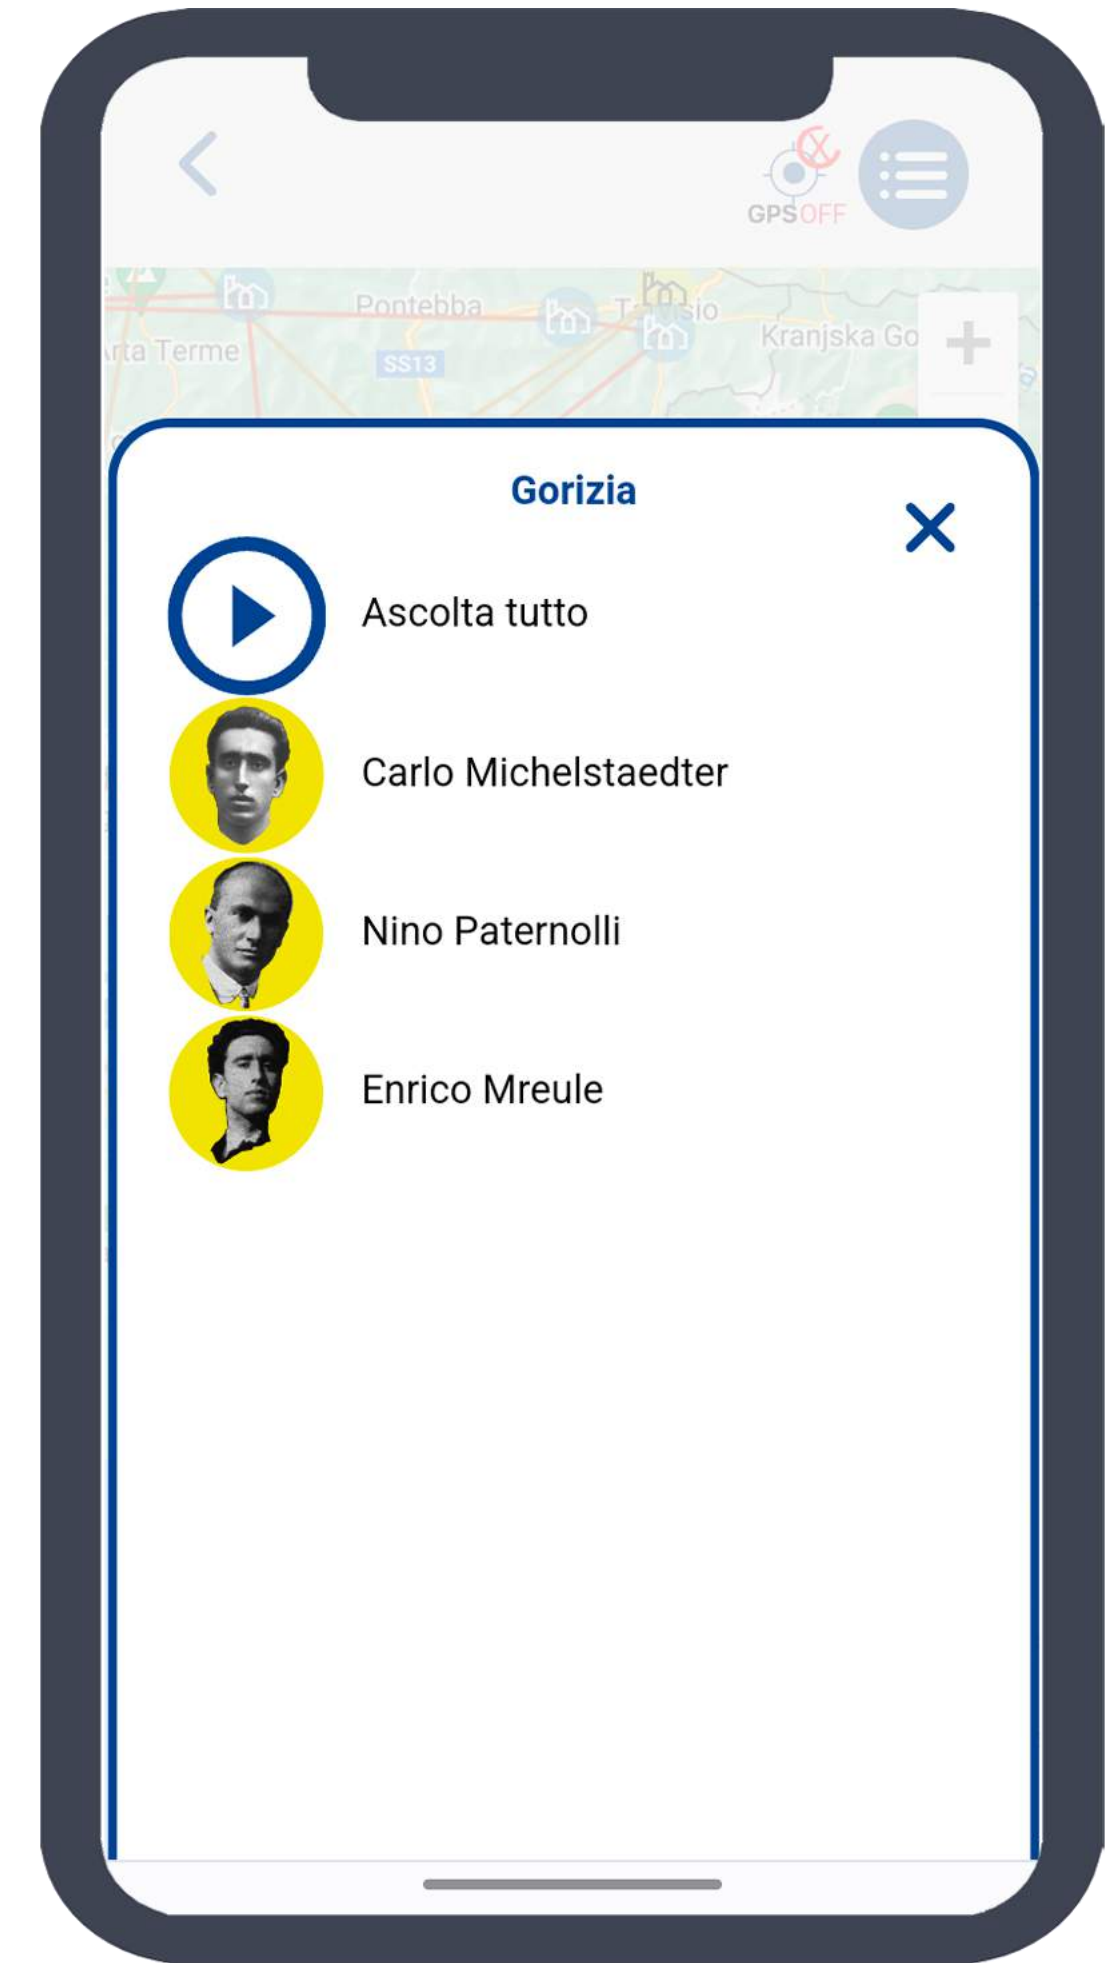 GPSOFF
Pontebba
Kranjska Go
rta Terme
SS13
Gorizia
Ascolta tutto
Carlo Michelstaedter
Nino Paternolli
Enrico Mreule